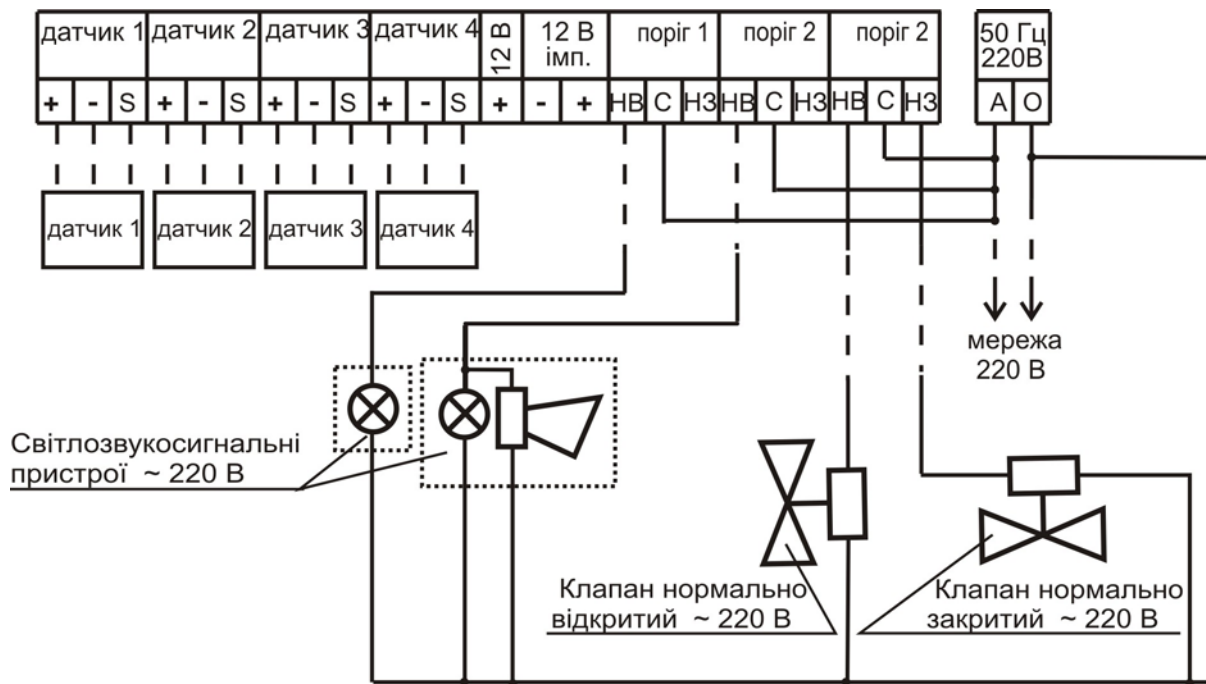 датчик 1 датчик 2 датчик 3 датчик 4 12 В 12 В імп. поріг 1 поріг 2 поріг 2 50 Гц 220В
+ - S + - S + - S + - S + - + НВ С НЗ НВ С НЗ НВ С НЗ А О
датчик 1 датчик 2 датчик 3 датчик 4
мережа
220 В
Світлозвукосигнальні
пристрої ~ 220 В
Клапан нормально
відкритий ~ 220 В
Клапан нормально
закритий ~ 220 В